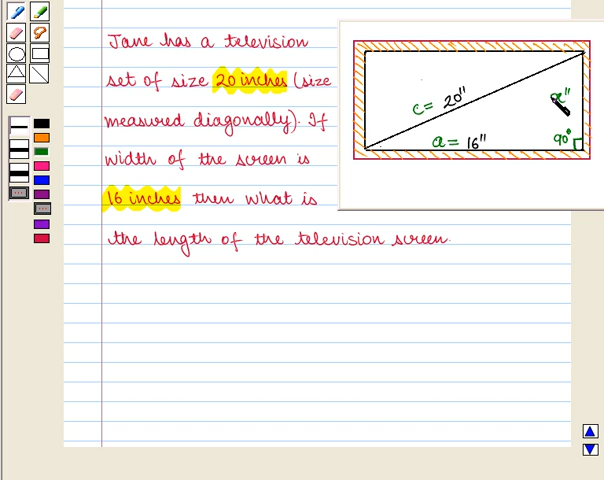 Jane has a television
set of size 20 inches (size
measured diagonally). If
width of the screen is
16 inches then what is
the length of the television screen.
c = 20"
a = 16"
90°